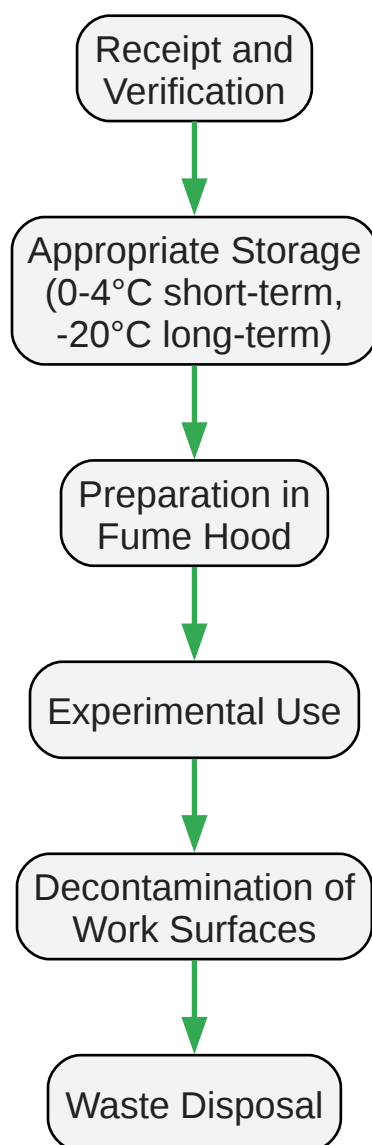 Receipt and
Verification
Appropriate Storage
(0-4°C short-term,
-20°C long-term)
Preparation in
Fume Hood
Experimental Use
Decontamination of
Work Surfaces
Waste Disposal